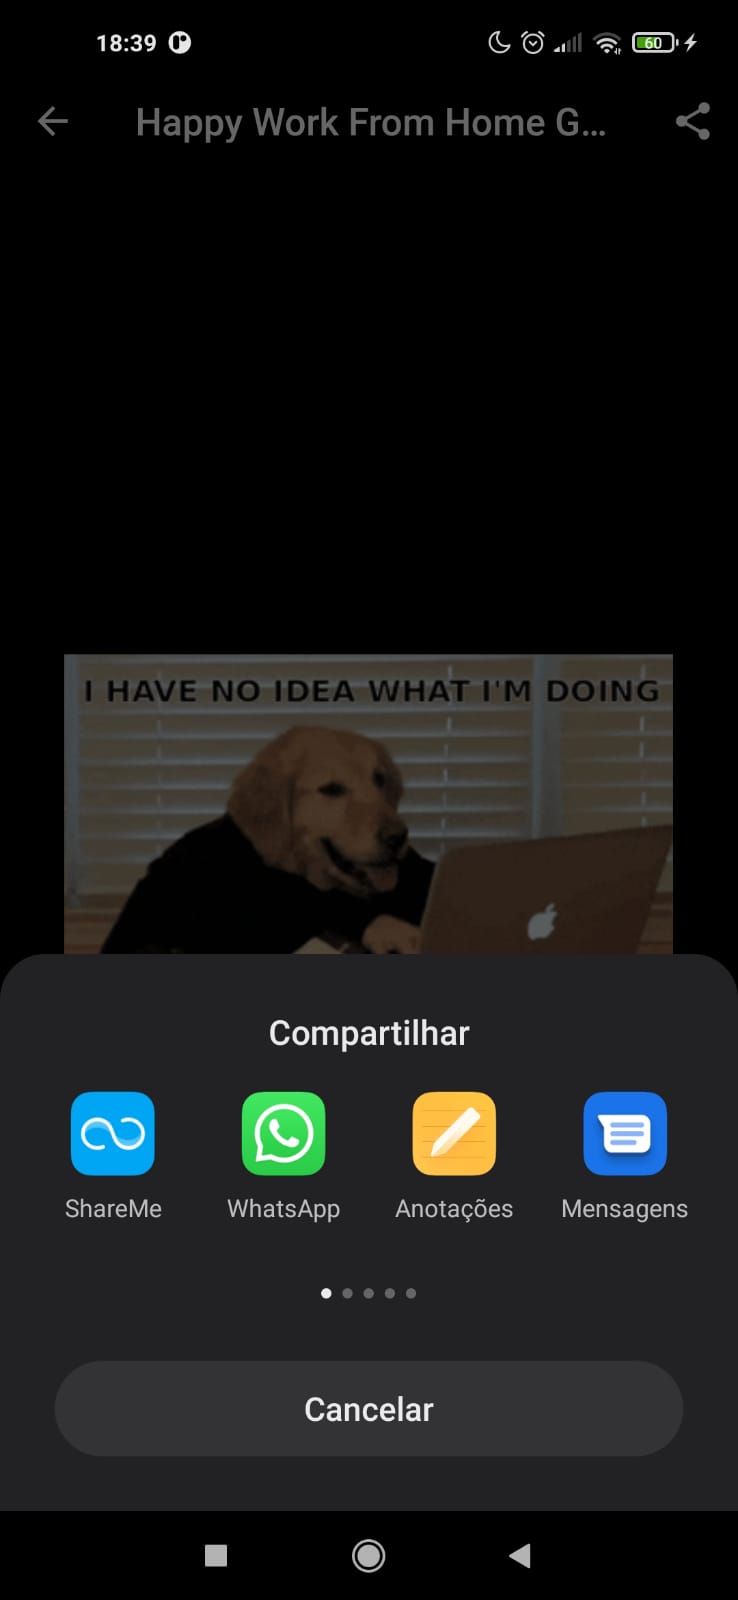 18:39
60
Happy Work From Home G...
I HAVE NO IDEA WHAT I'M DOING
Compartilhar
ShareMe WhatsApp Anotações Mensagens
Cancelar